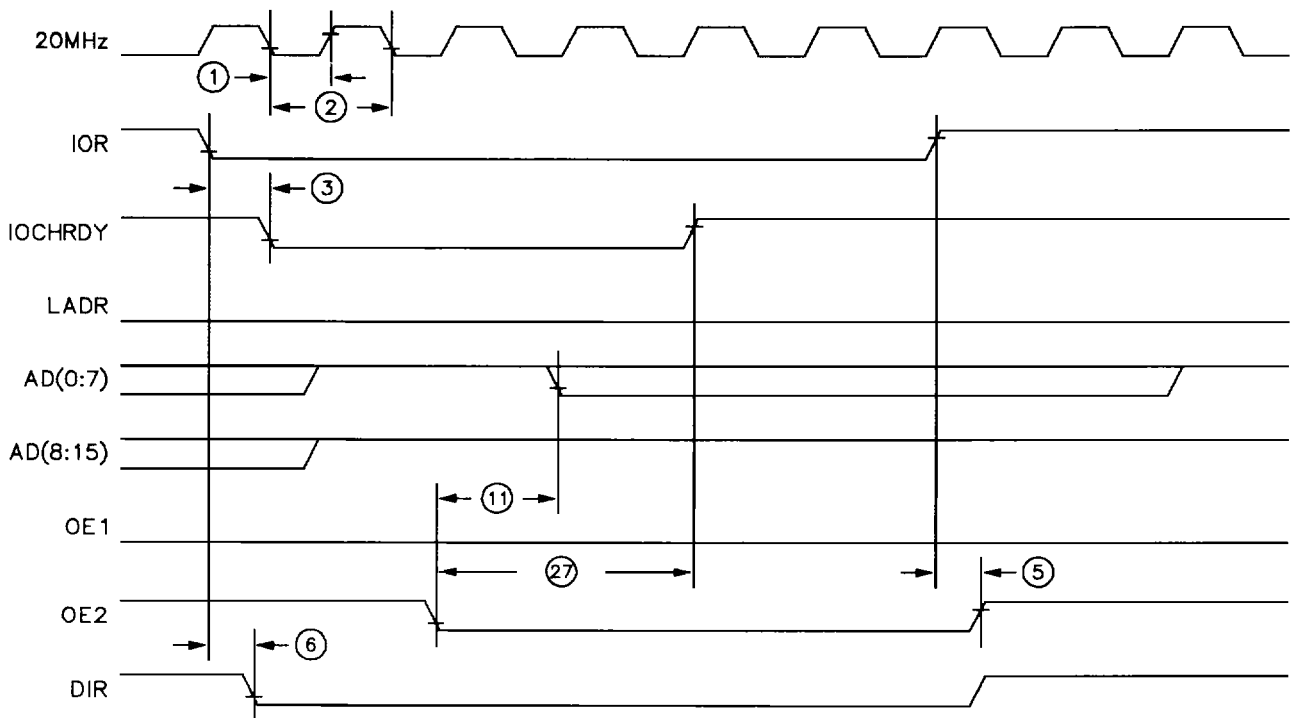 20MHz
1
2
IOR
3
IOCHRDY
LADR
AD(0:7)
AD(8:15)
11
OE1
27
5
OE2
6
DIR